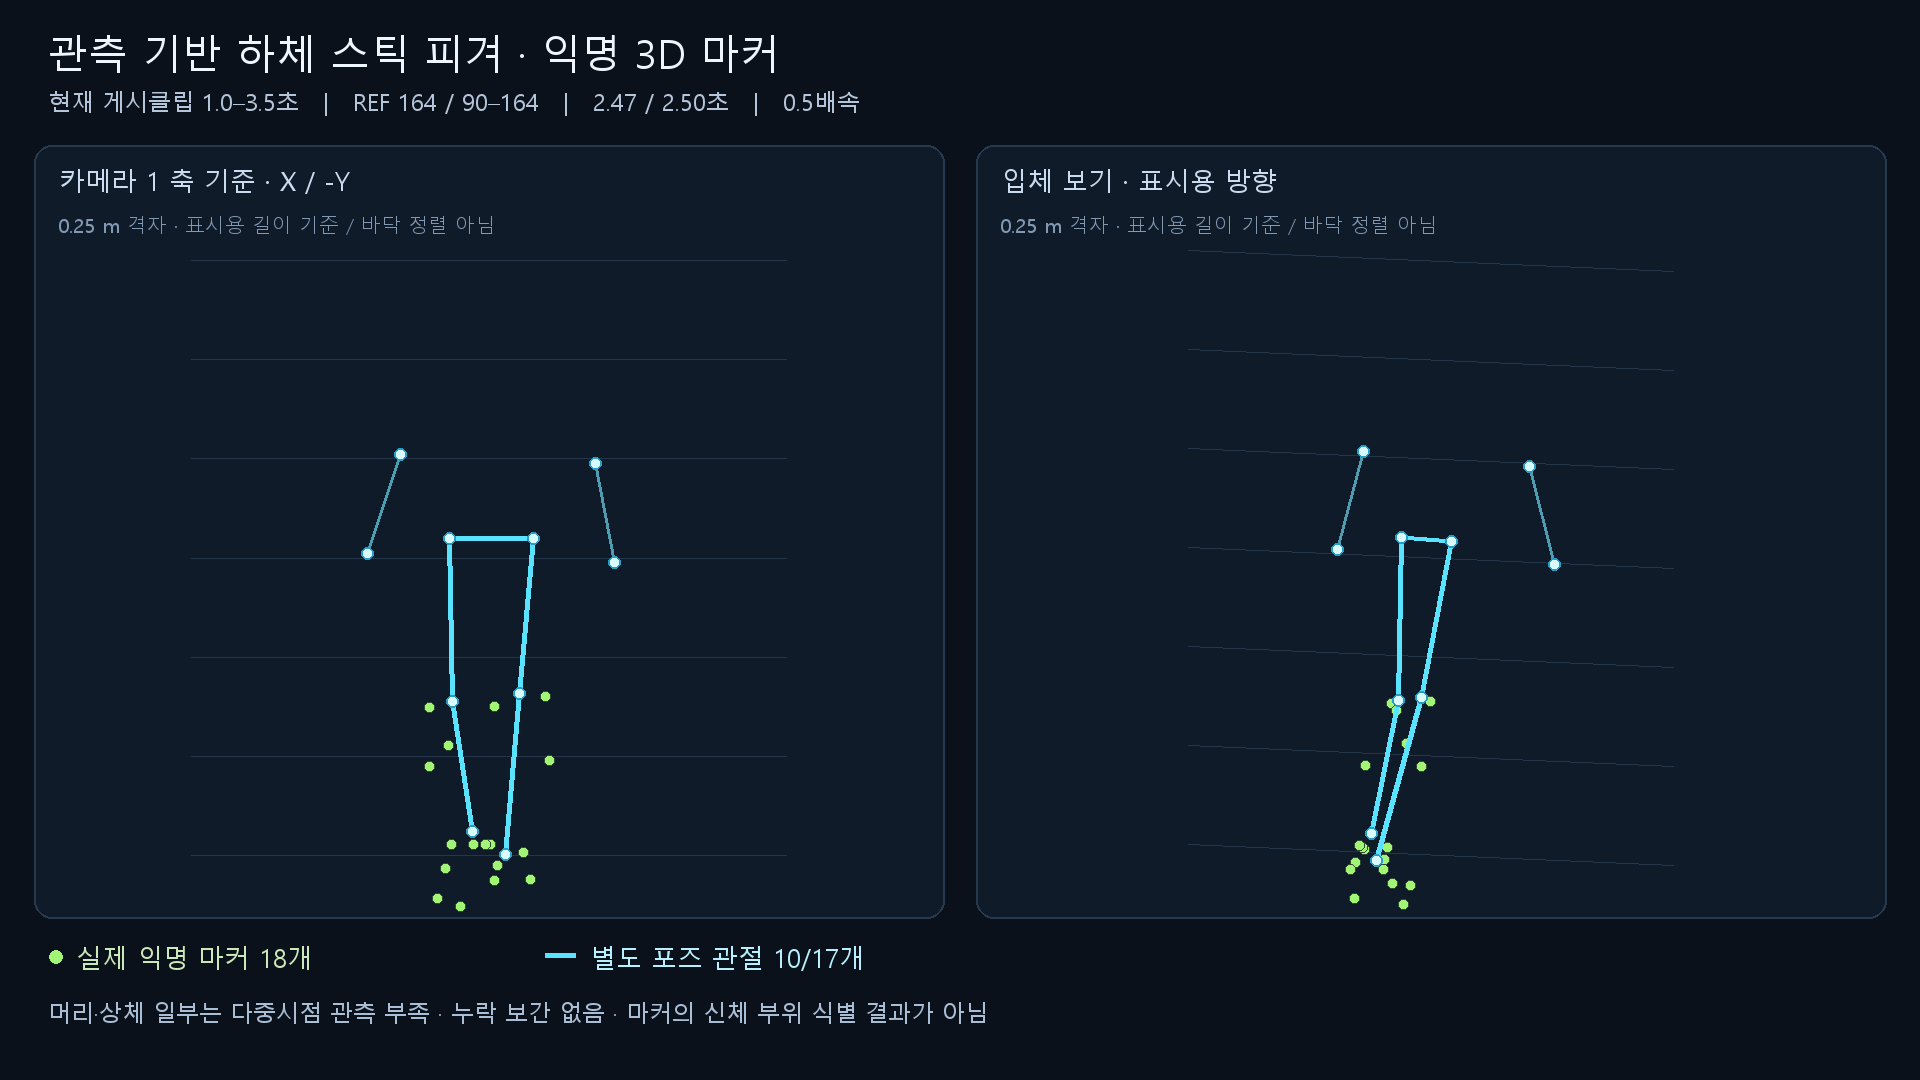 관측 기반 하체 스틱 피겨 · 익명 3D 마커
현재 게시클립 1.0–3.5초 | REF 164 / 90–164 | 2.47 / 2.50초 | 0.5배속
카메라 1 축 기준 · X / -Y
0.25 m 격자 · 표시용 길이 기준 / 바닥 정렬 아님
입체 보기 · 표시용 방향
0.25 m 격자 · 표시용 길이 기준 / 바닥 정렬 아님
실제 익명 마커 18개
별도 포즈 관절 10/17개
머리·상체 일부는 다중시점 관측 부족 · 누락 보간 없음 · 마커의 신체 부위 식별 결과가 아님